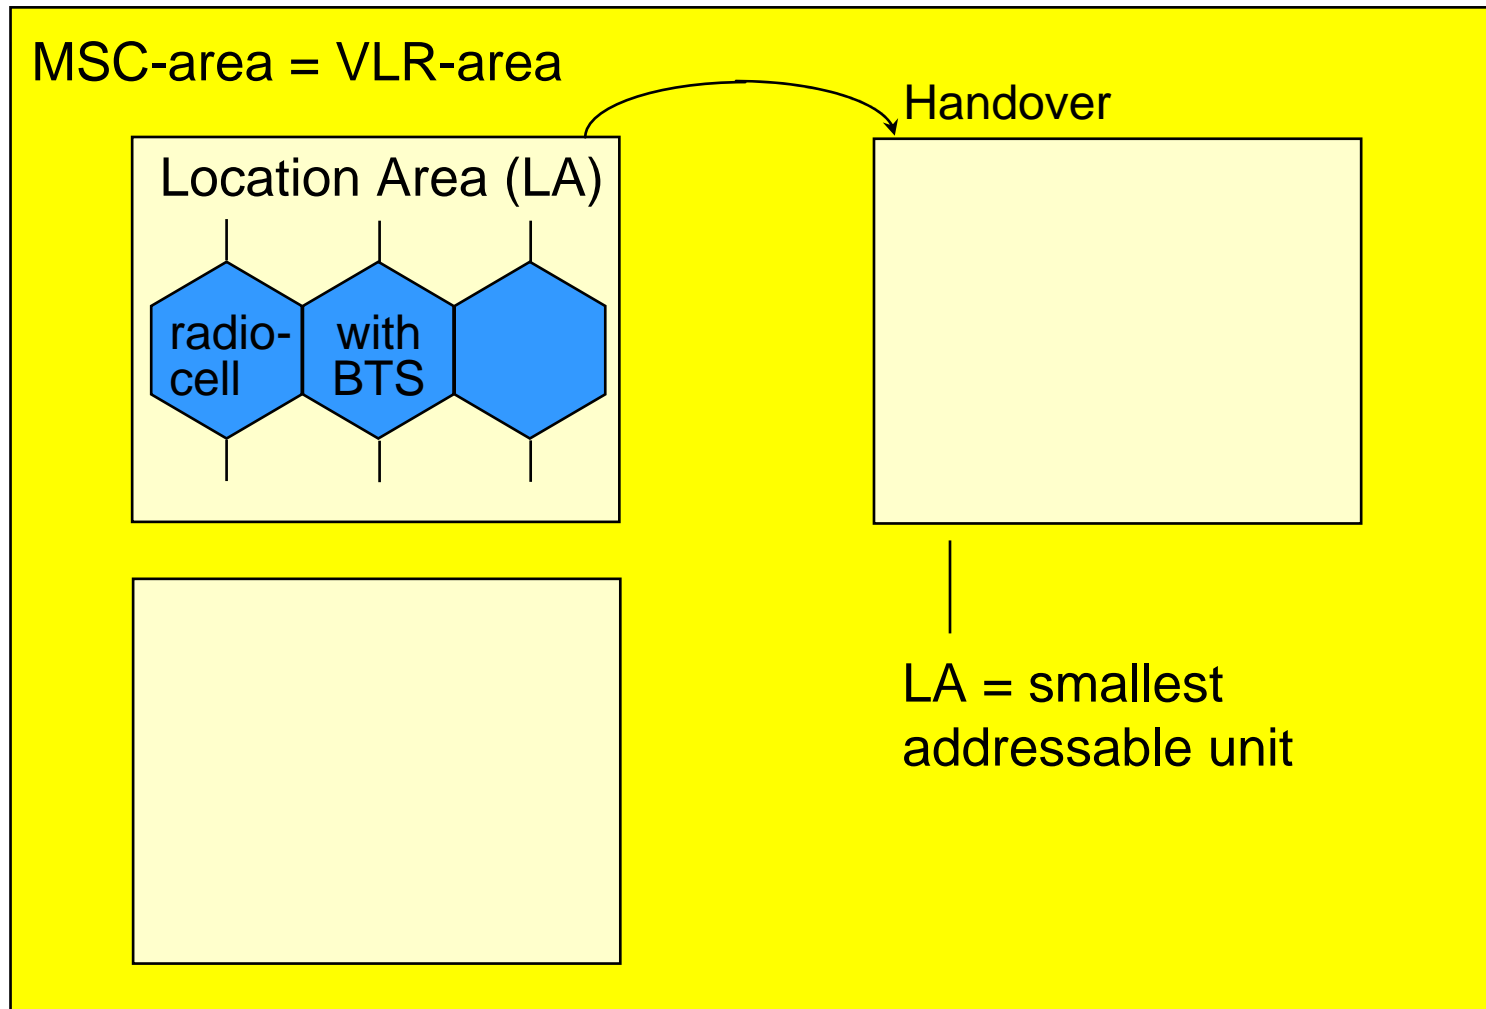 MSC-area = VLR-area
Handover
Location Area (LA)
radio-
cell
with
BTS
LA = smallest
addressable unit